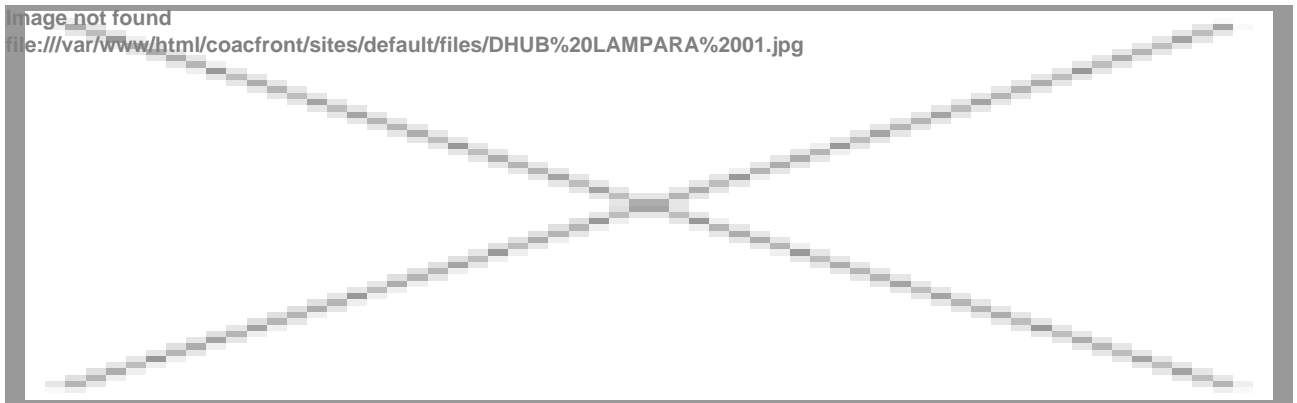 Image not found
file:///var/www/html/coacfront/sites/default/files/DHUB%20LAMPARA%2001.jpg